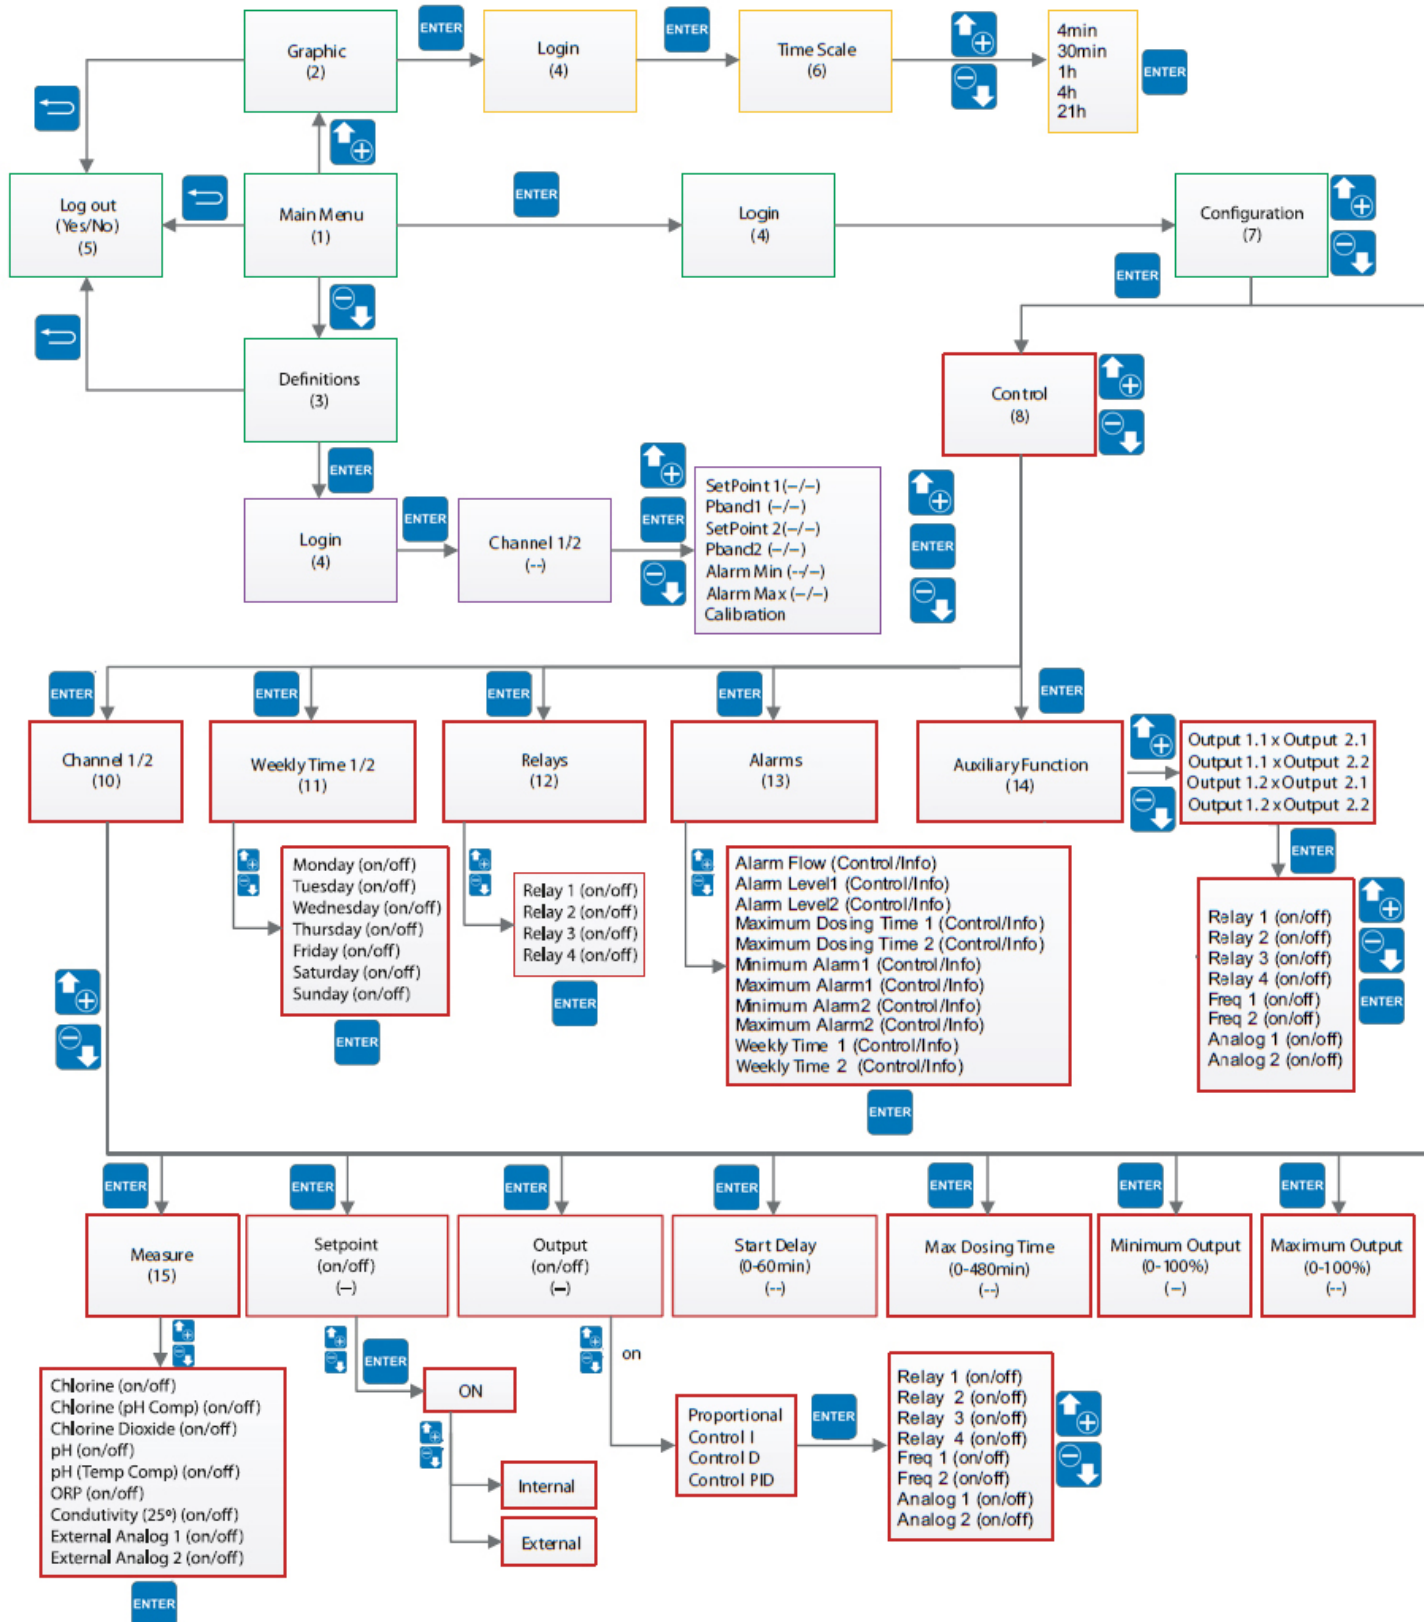 Graphic
(2)
ENTER
Login
(4)
ENTER
Time Scale
(6)
4min
30min
1h
4h
21h
ENTER
Log out
(Yes/No)
(5)
Main Menu
(1)
ENTER
Login
(4)
Configuration
(7)
ENTER
Definitions
(3)
Control
(8)
ENTER
Login
(4)
ENTER
Channel 1/2
(--)
ENTER
SetPoint 1(--/--)
Pband1 (--/--)
SetPoint 2(--/--)
Pband2 (--/--)
Alarm Min (--/--)
Alarm Max (--/--)
Calibration
ENTER
ENTER
ENTER
ENTER
ENTER
ENTER
Channel 1/2
(10)
Weekly Time 1/2
(11)
Relays
(12)
Alarms
(13)
Auxiliary Function
(14)
Output 1.1 x Output 2.1
Output 1.1 x Output 2.2
Output 1.2 x Output 2.1
Output 1.2 x Output 2.2
ENTER
Monday (on/off)
Tuesday (on/off)
Wednesday (on/off)
Thursday (on/off)
Friday (on/off)
Saturday (on/off)
Sunday (on/off)
ENTER
Relay 1 (on/off)
Relay 2 (on/off)
Relay 3 (on/off)
Relay 4 (on/off)
ENTER
Alarm Flow (Control/Info)
Alarm Level1 (Control/Info)
Alarm Level2 (Control/Info)
Maximum Dosing Time 1 (Control/Info)
Maximum Dosing Time 2 (Control/Info)
Minimum Alarm1 (Control/Info)
Maximum Alarm1 (Control/Info)
Minimum Alarm2 (Control/Info)
Maximum Alarm2 (Control/Info)
Weekly Time 1 (Control/Info)
Weekly Time 2 (Control/Info)
ENTER
Relay 1 (on/off)
Relay 2 (on/off)
Relay 3 (on/off)
Relay 4 (on/off)
Freq 1 (on/off)
Freq 2 (on/off)
Analog 1 (on/off)
Analog 2 (on/off)
ENTER
ENTER
ENTER
ENTER
ENTER
ENTER
ENTER
ENTER
Measure
(15)
Setpoint
(on/off)
(--)
Output
(on/off)
(--)
Start Delay
(0-60min)
(--)
Max Dosing Time
(0-480min)
(--)
Minimum Output
(0-100%)
(--)
Maximum Output
(0-100%)
(--)
Chlorine (on/off)
Chlorine (pH Comp) (on/off)
Chlorine Dioxide (on/off)
pH (on/off)
pH (Temp Comp) (on/off)
ORP (on/off)
Condutivity (25º) (on/off)
External Analog 1 (on/off)
External Analog 2 (on/off)
ENTER
ENTER
ON
Internal
External
on
Proportional
Control I
Control D
Control PID
ENTER
Relay 1 (on/off)
Relay 2 (on/off)
Relay 3 (on/off)
Relay 4 (on/off)
Freq 1 (on/off)
Freq 2 (on/off)
Analog 1 (on/off)
Analog 2 (on/off)